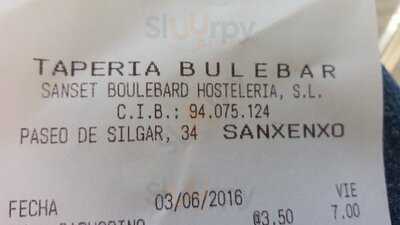 Sluurpy
TAPERIA BULEBAR
SANSET BOULEBARD HOSTELERIA, S.L.
C.I.B.: 94.075.124
PASEO DE SILGAR, 34 SANXENXO
FECHA 03/06/2016 VIE
@3.50 7.00